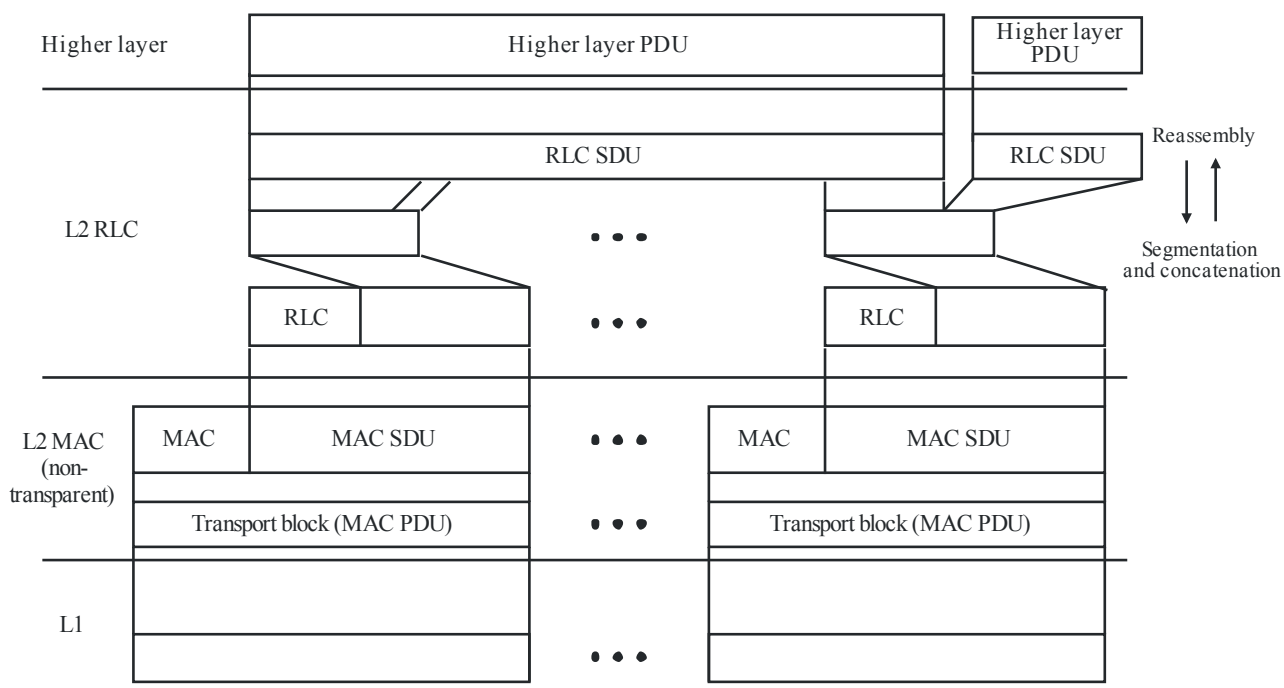 Higher layer
Higher layer PDU
Higher layer
PDU
RLC SDU
RLC SDU
Reassembly
L2 RLC
Segmentation
and concatenation
RLC
RLC
L2 MAC
(non-
transparent)
MAC
MAC SDU
MAC
MAC SDU
Transport block (MAC PDU)
Transport block (MAC PDU)
L1